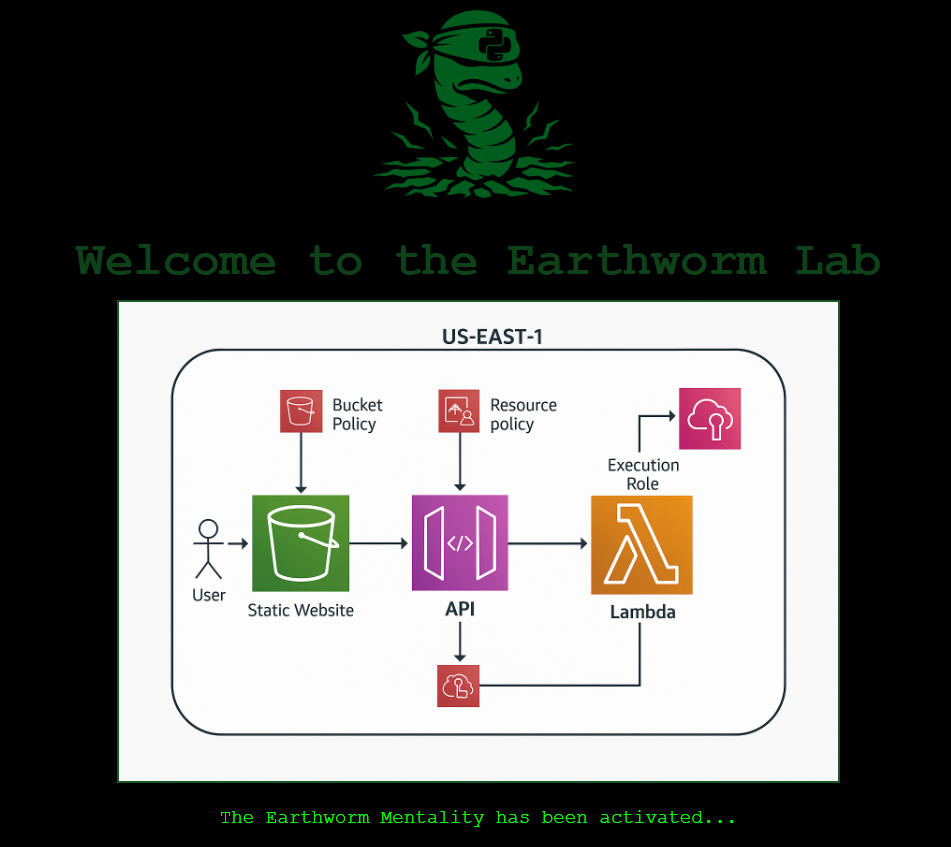 Welcome to the Earthworm Lab
US-EAST-1
Bucket
Policy
Resource
policy
Execution
Role
</>
User
Static Website
API
Lambda
The Earthworm Mentality has been activated...